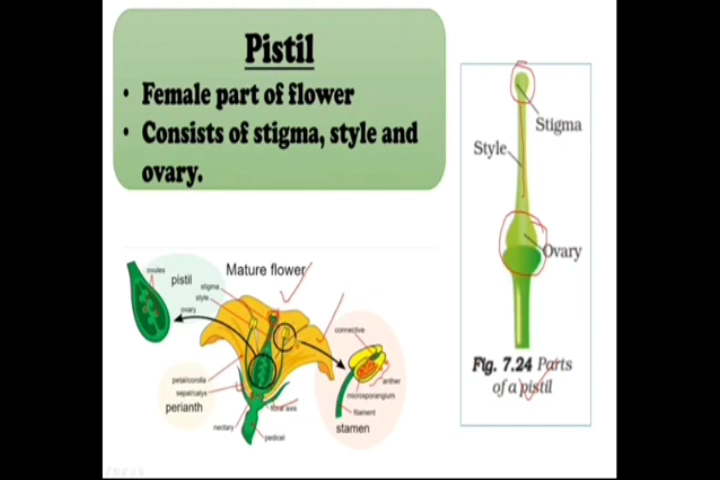 Pistil
• Female part of flower
• Consists of stigma, style and
ovary.
Stigma
Style
Ovary
Fig. 7.24 Parts
of a pistil
Mature flower
ovules
pistil
stigma
style
ovary
connective
petal/corolla
sepal/calyx
perianth
floral axis
nectary
pedicel
anther
microsporangium
filament
stamen